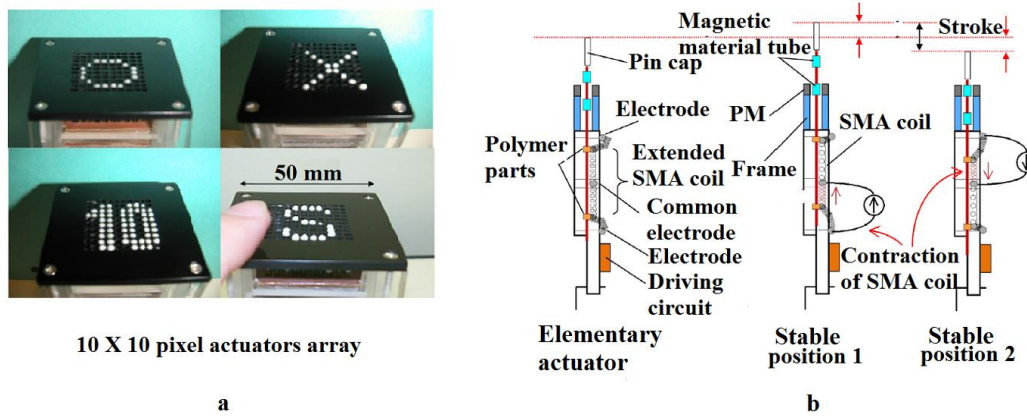 50 mm
10 X 10 pixel actuators array
a
Magnetic
material tube
Stroke
Pin cap
Electrode
PM
SMA coil
Polymer
parts
Extended
SMA coil
Frame
Common
electrode
Electrode
Driving
circuit
Contraction
of SMA coil
Elementary
actuator
Stable
position 1
Stable
position 2
b